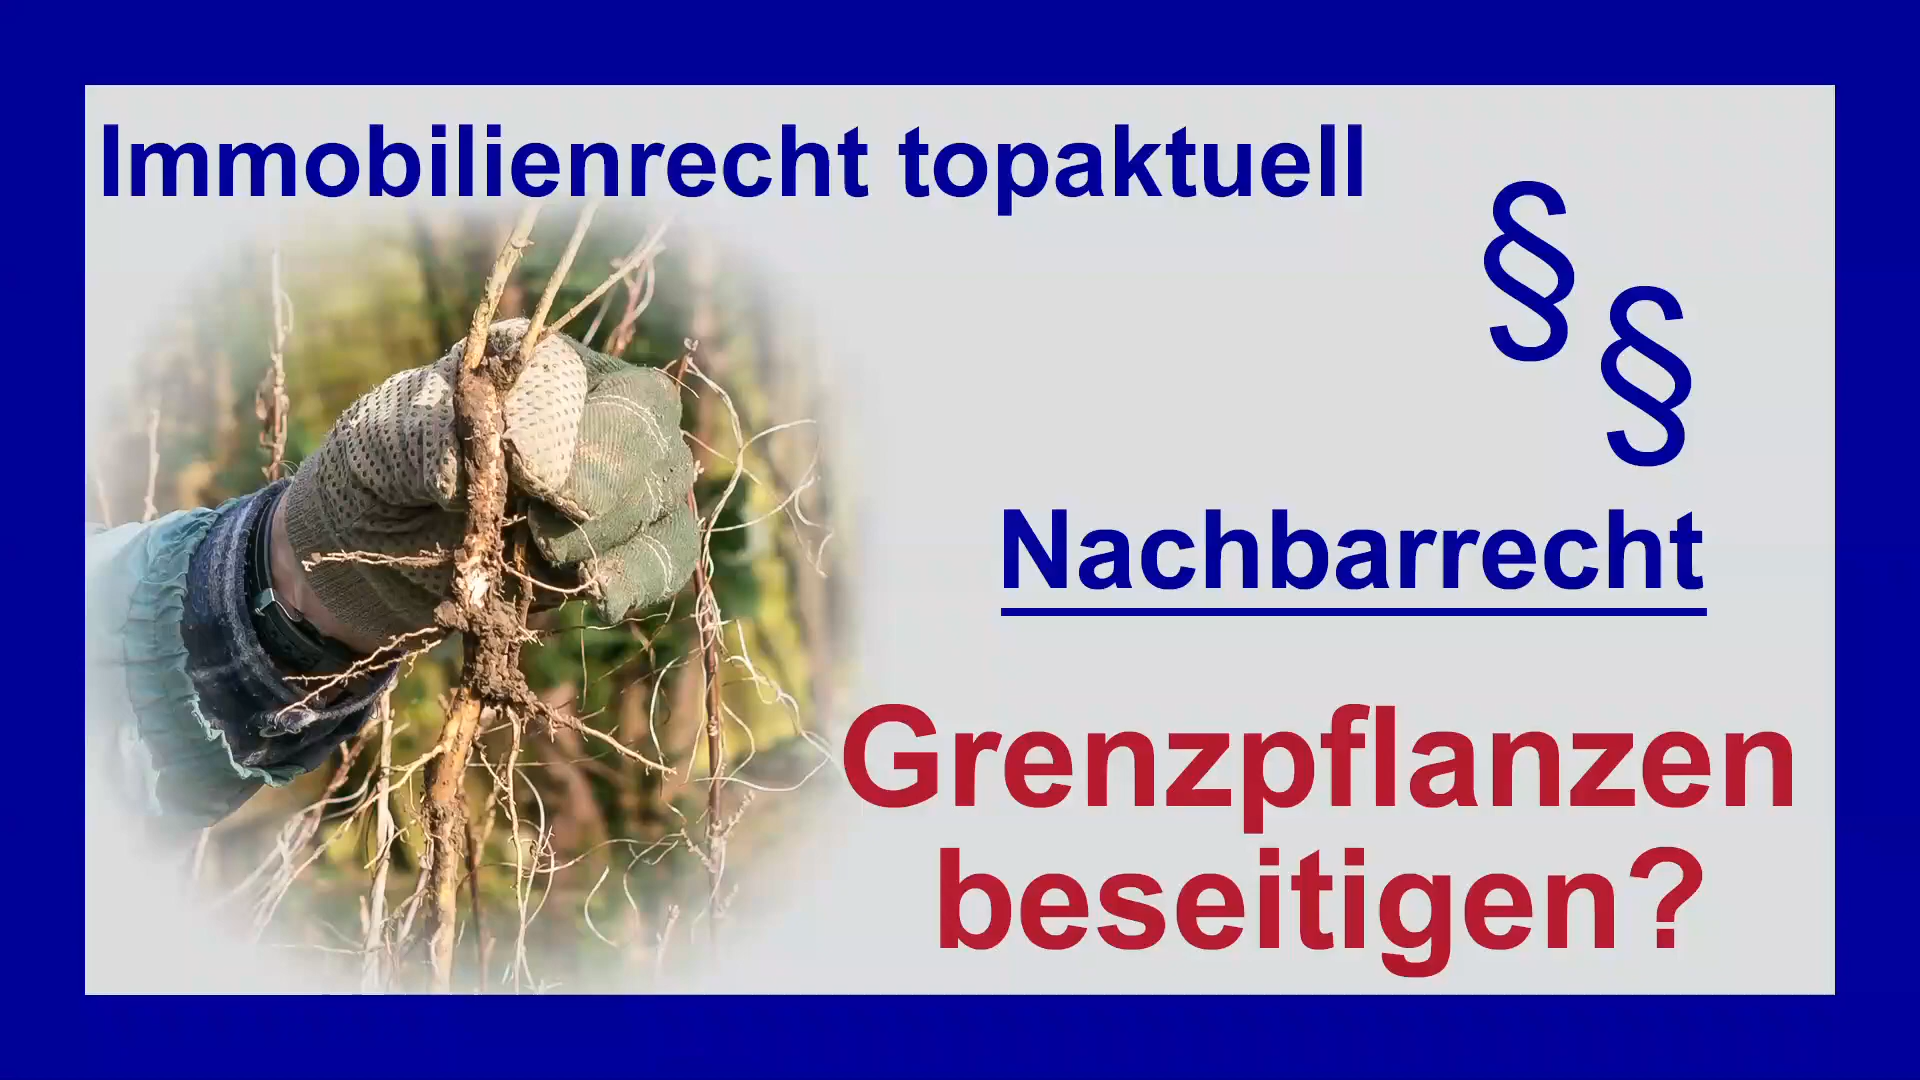 Immobilienrecht topaktuell
§
§
Nachbarrecht
Grenzpflanzen
beseitigen?